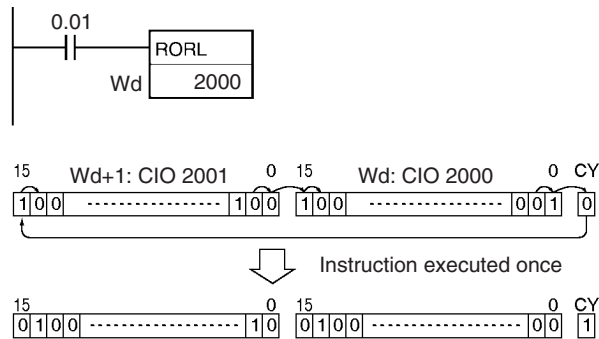 0.01
RORL
Wd 2000
15 Wd+1: CIO 2001 0 15 Wd: CIO 2000 0 CY
1 0 0 1 0 0 1 0 0 0 0 1 0
Instruction executed once
15 0 15 0 CY
0 1 0 0 1 0 0 1 0 0 0 0 1